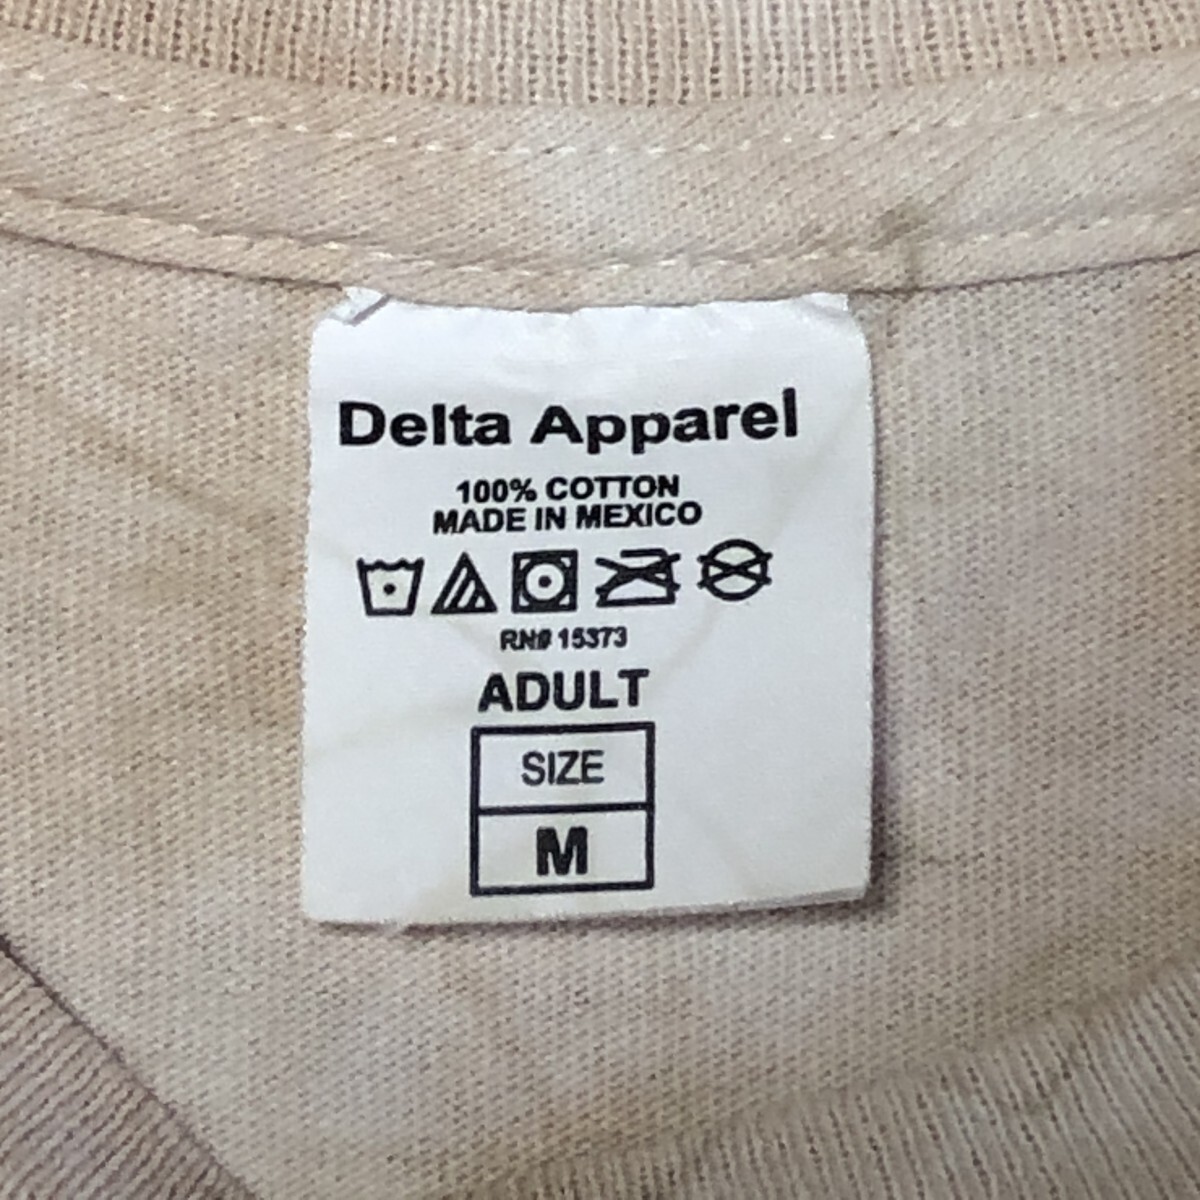 Delta Apparel
100% COTTON
MADE IN MEXICO
RN# 15373
ADULT
SIZE
M